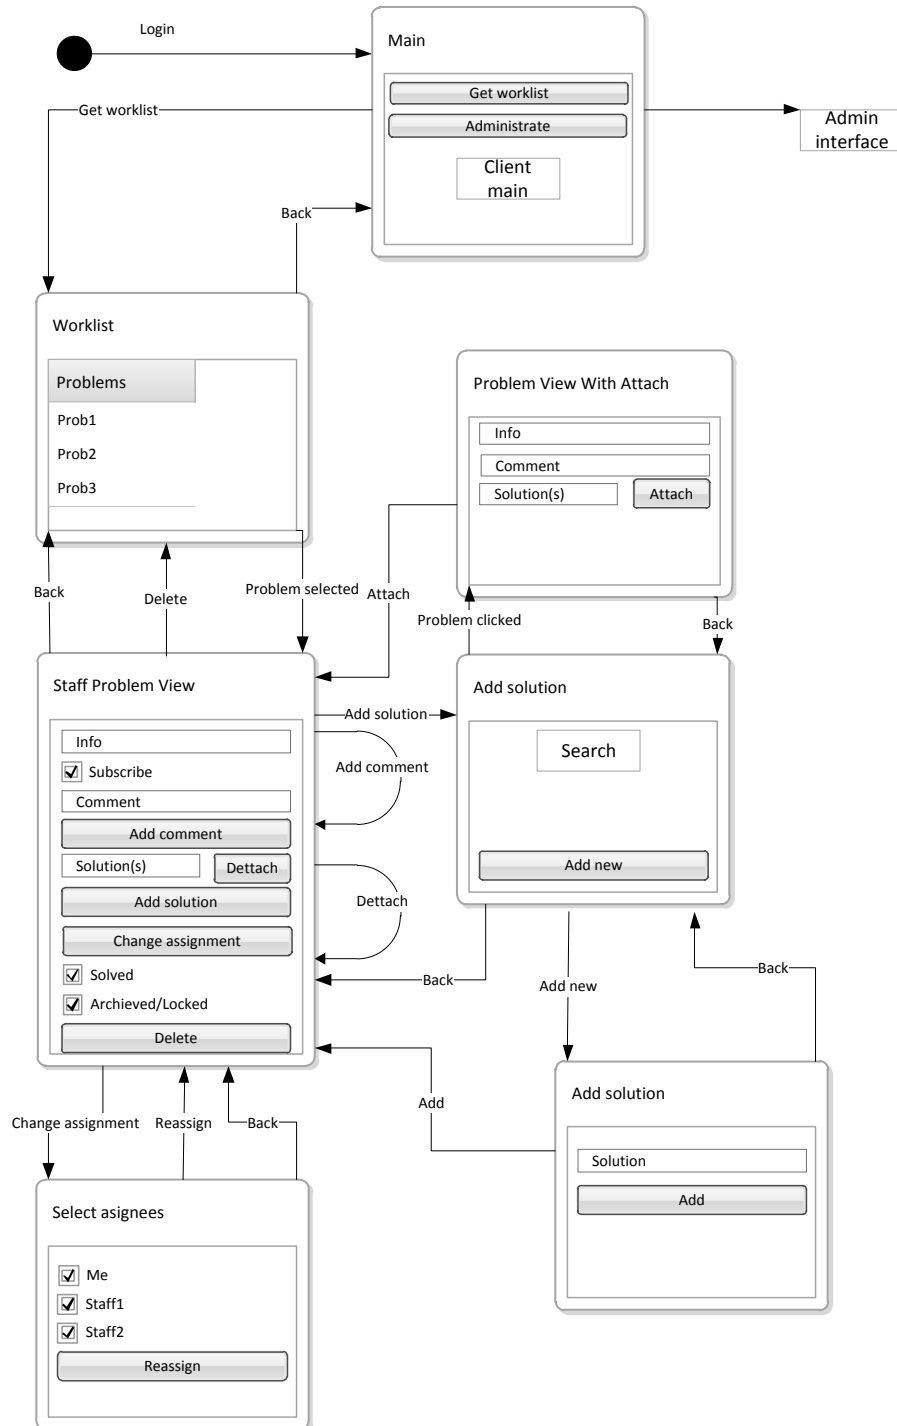 Login
Main
Get worklist
Administrate
Client
main
Get worklist
Admin
interface
Back
Worklist
Problems
Prob1
Prob2
Prob3
Problem View With Attach
Info
Comment
Solution(s)
Attach
Back
Delete
Problem selected
Attach
Problem clicked
Back
Staff Problem View
Info
Subscribe
Comment
Add comment
Solution(s)
Dettach
Add solution
Change assignment
Solved
Archieved/Locked
Delete
Add solution
Add comment
Dettach
Add solution
Search
Add new
Back
Add new
Back
Add
Add solution
Solution
Add
Change assignment
Reassign
Back
Select asignees
Me
Staff1
Staff2
Reassign